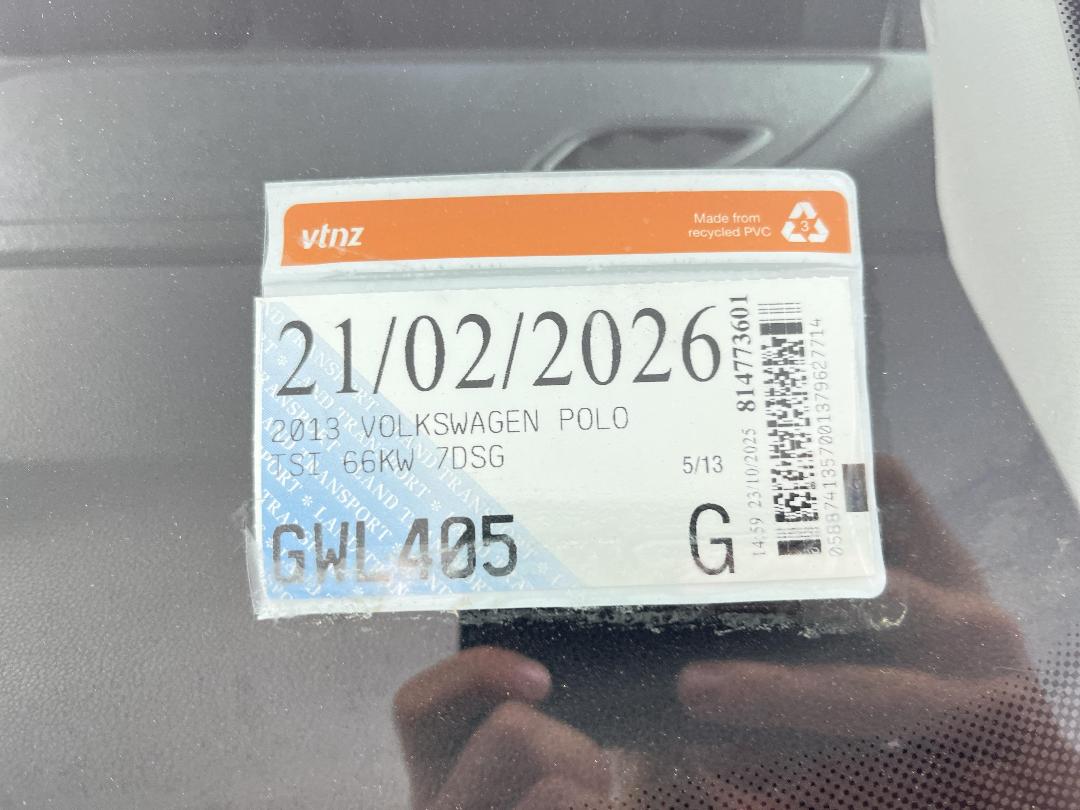 vtnz
Made from
recycled PVC
3
21/02/2026
2013 VOLKSWAGEN POLO
TSI 66KW 7DSG
5/13
GWL405
G
14:59 23/10/2025 814773601
0588741357001379627714